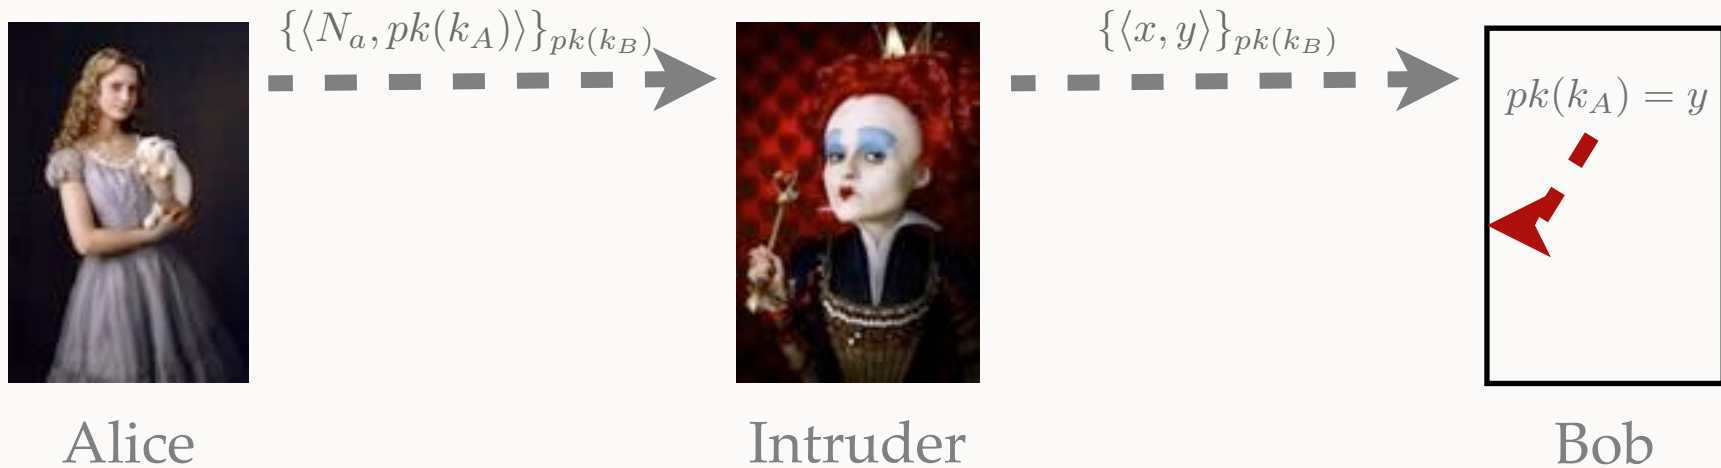 {⟨N_a, pk(k_A)⟩}_{pk(k_B)}
{⟨x, y⟩}_{pk(k_B)}
pk(k_A) = y
Alice
Intruder
Bob